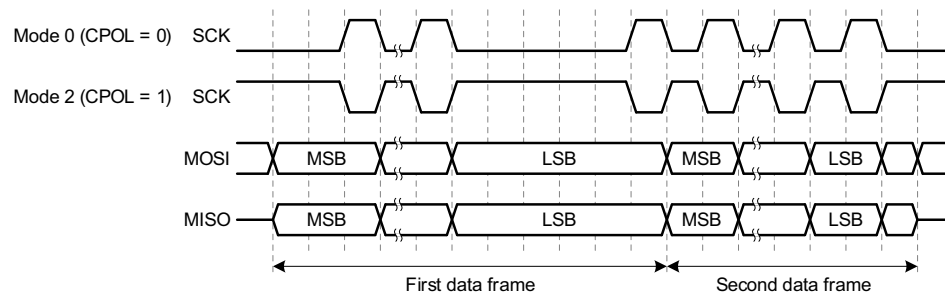 Mode 0 (CPOL = 0) SCK
Mode 2 (CPOL = 1) SCK
MOSI MSB LSB MSB LSB
MISO MSB LSB MSB LSB
First data frame Second data frame